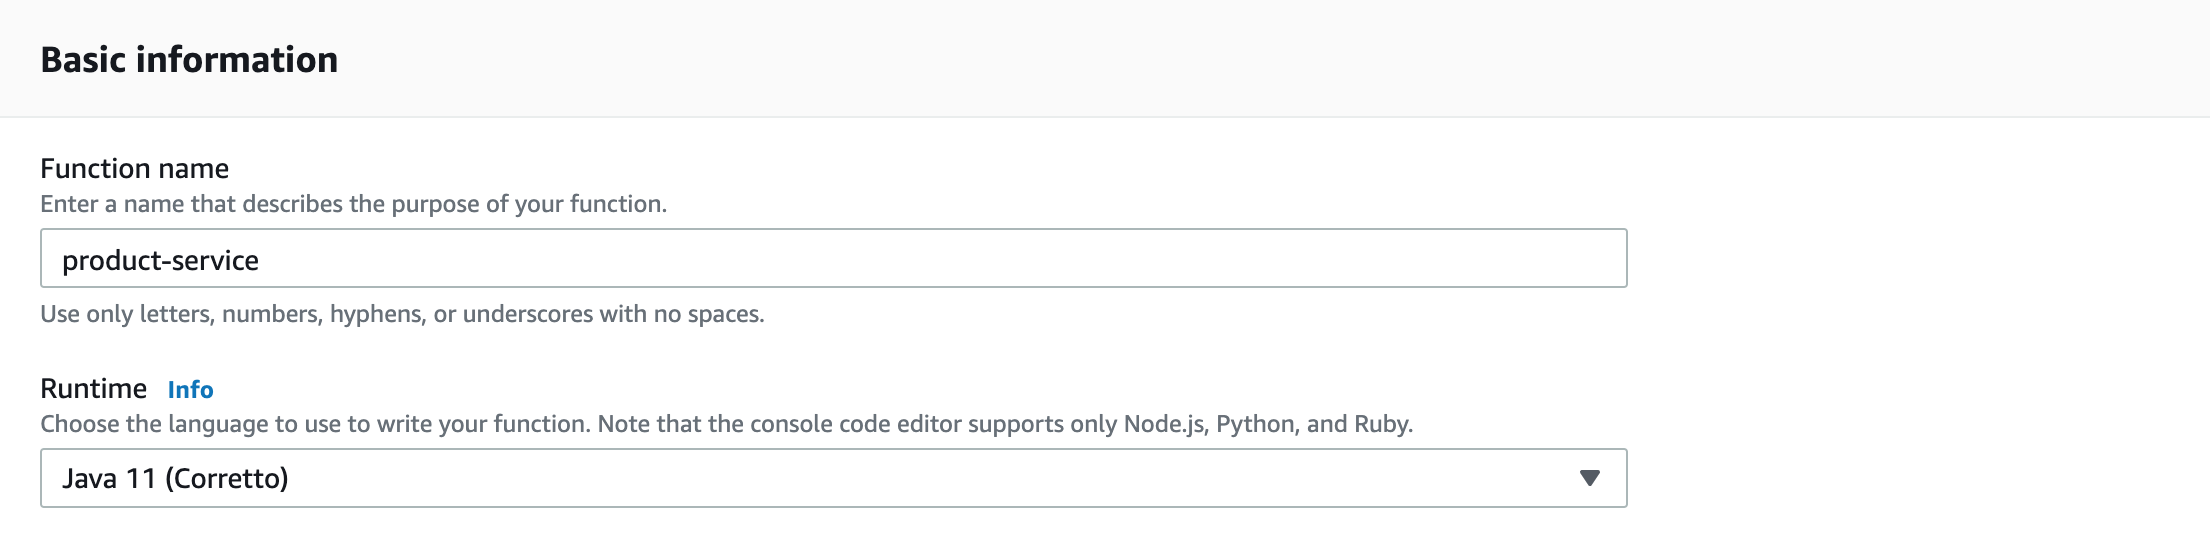 Basic information
Function name
Enter a name that describes the purpose of your function.
product-service
Use only letters, numbers, hyphens, or underscores with no spaces.
Runtime Info
Choose the language to use to write your function. Note that the console code editor supports only Node.js, Python, and Ruby.
Java 11 (Corretto)